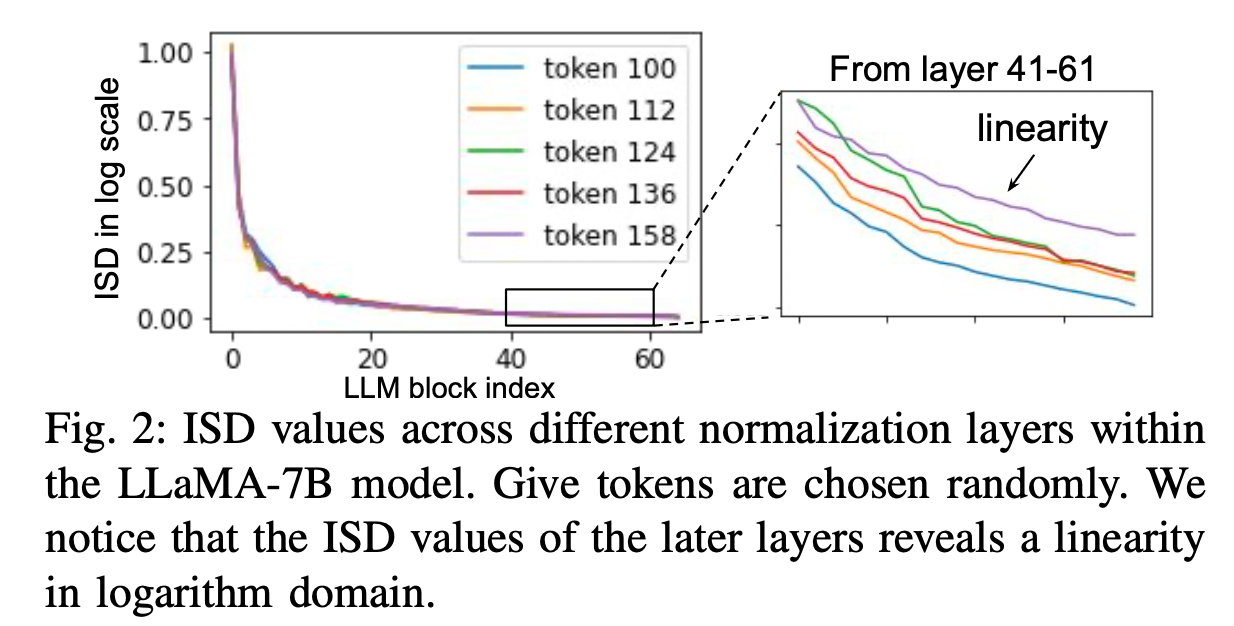 1.00
0.75
0.50
0.25
0.00
ISD in log scale
token 100
token 112
token 124
token 136
token 158
0 20 40 60
LLM block index
From layer 41-61
linearity
Fig. 2: ISD values across different normalization layers within
the LLaMA-7B model. Give tokens are chosen randomly. We
notice that the ISD values of the later layers reveals a linearity
in logarithm domain.